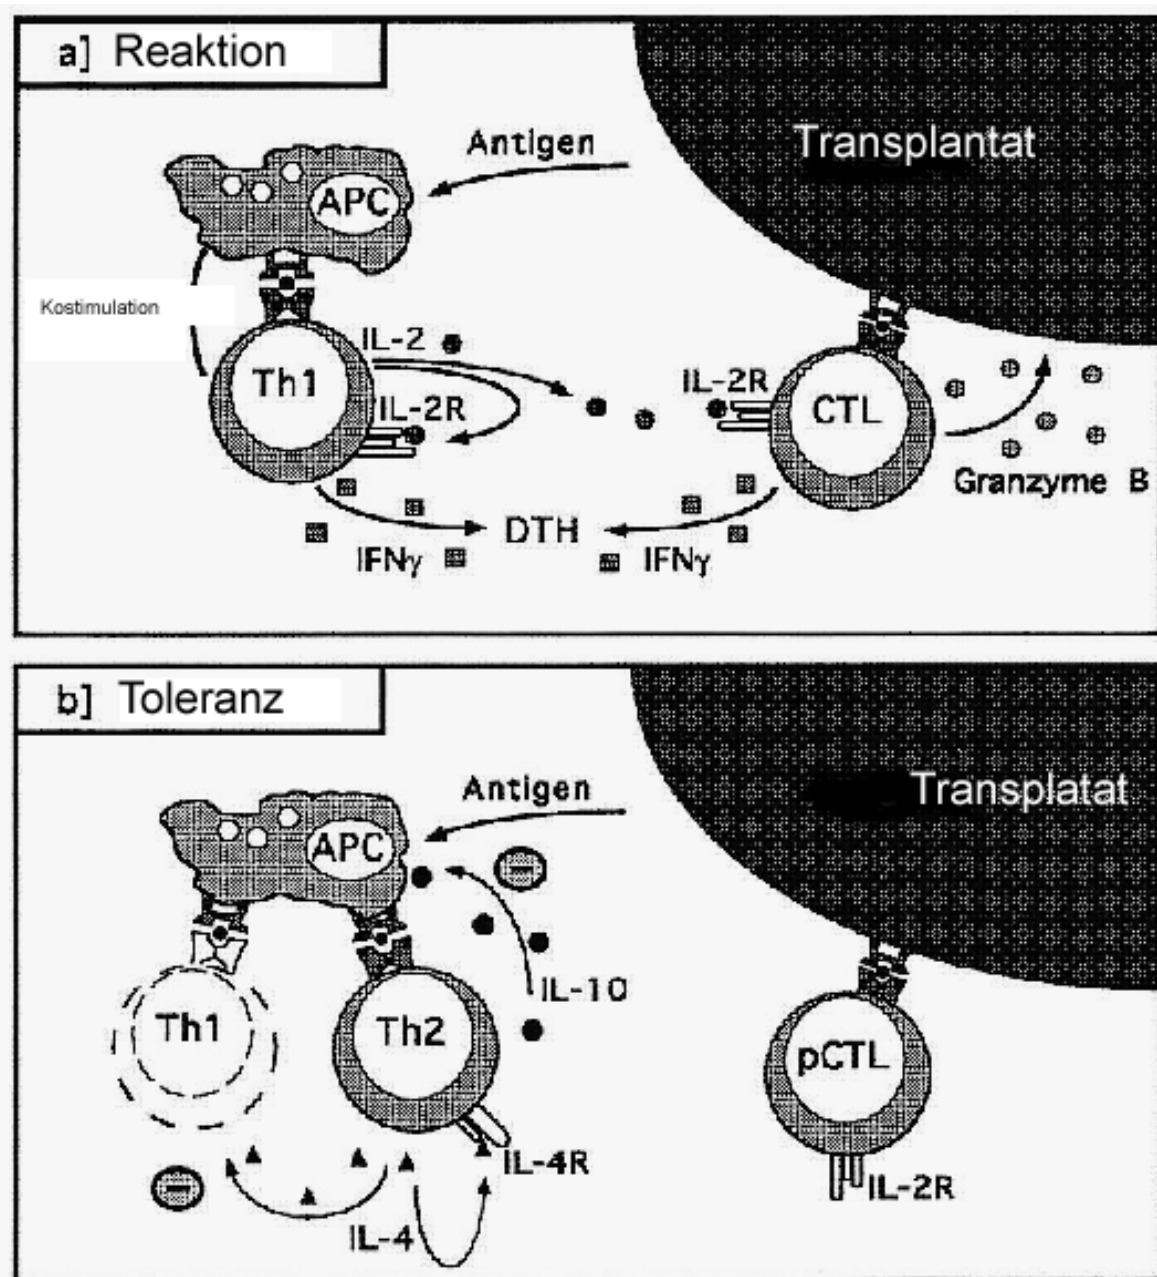 a] Reaktion
Transplantat
Antigen
APC
Kostimulation
IL-2
Th1
IL-2R
IL-2R
CTL
Granzyme B
DTH
IFNγ
IFNγ
b] Toleranz
Transplatat
Antigen
APC
IL-10
Th1
Th2
pCTL
IL-4R
IL-2R
IL-4